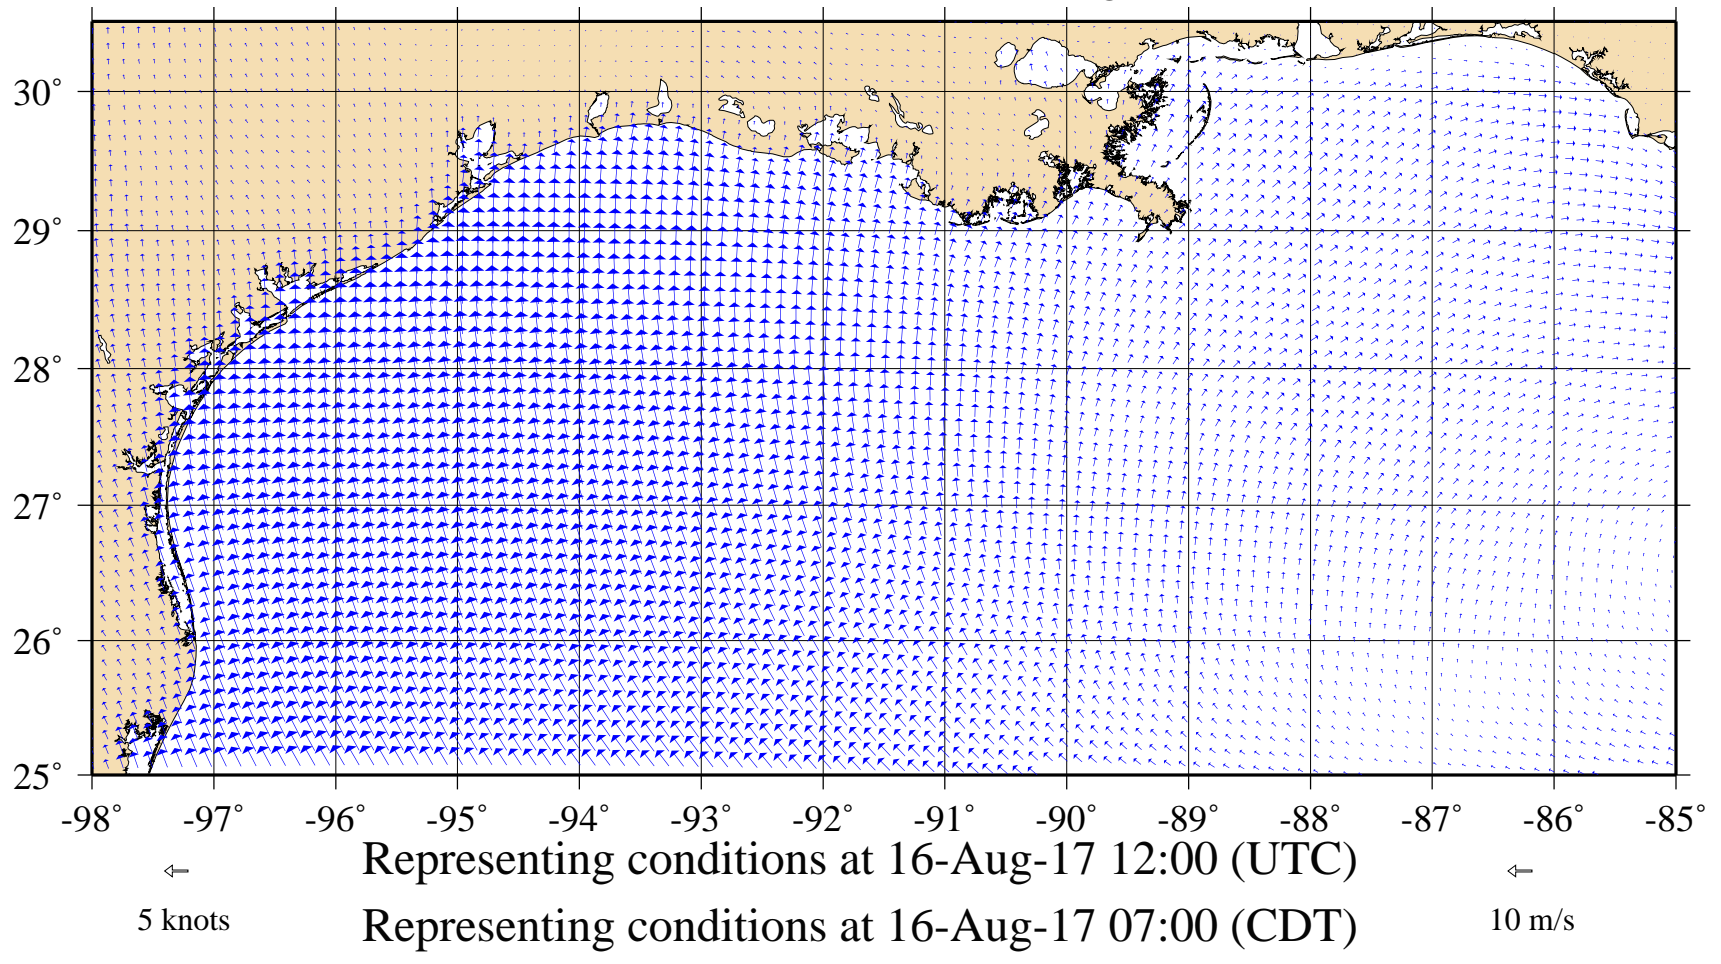 30°
29°
28°
27°
26°
25°
-98° -97° -96° -95° -94° -93° -92° -91° -90° -89° -88° -87° -86° -85°
Representing conditions at 16-Aug-17 12:00 (UTC)
5 knots
10 m/s
Representing conditions at 16-Aug-17 07:00 (CDT)